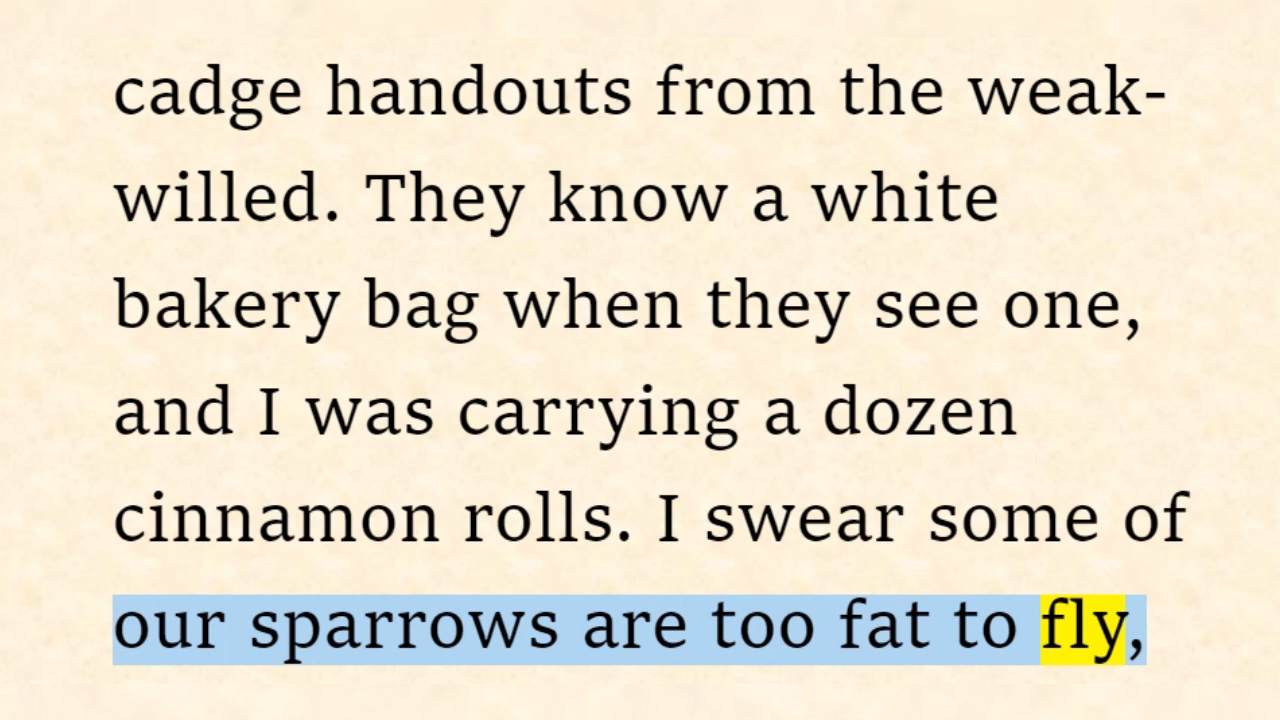 cadge handouts from the weak-
willed. They know a white
bakery bag when they see one,
and I was carrying a dozen
cinnamon rolls. I swear some of
our sparrows are too fat to fly,